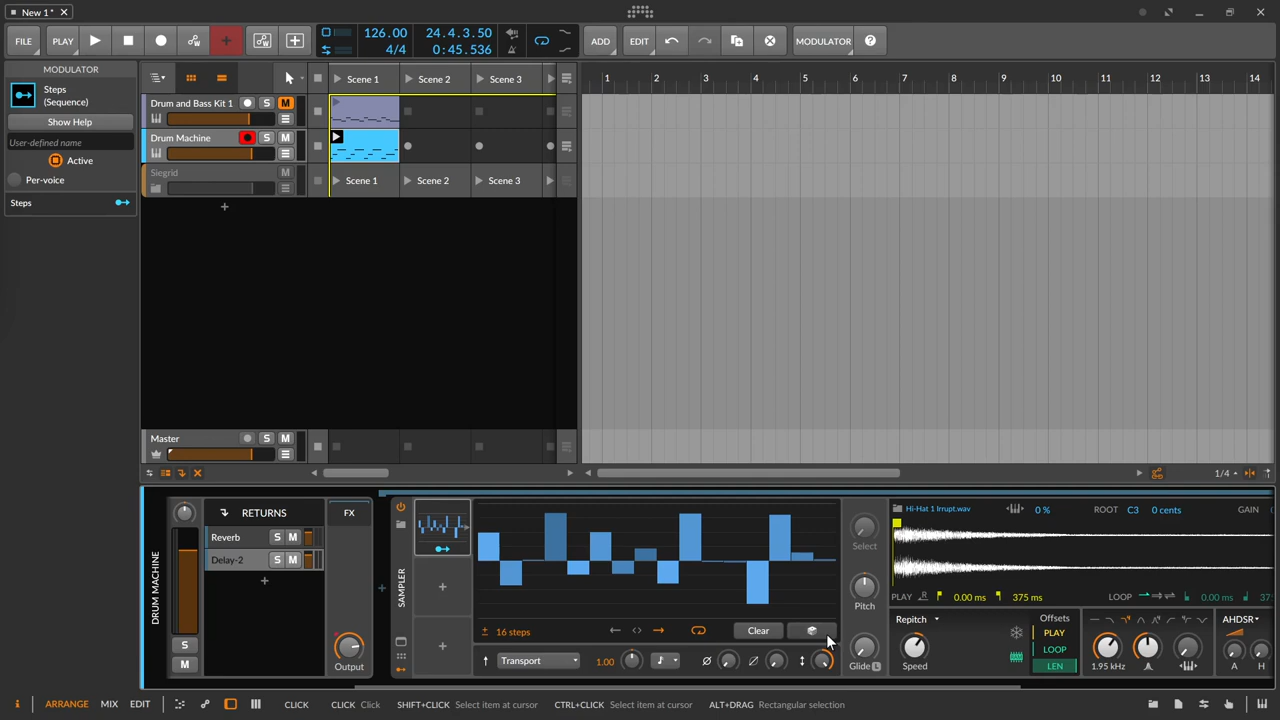 New 1*
FILE
PLAY
126.00
4/4
24.4.3.50
0:45.536
ADD
EDIT
MODULATOR
MODULATOR
Steps
(Sequence)
Show Help
User-defined name
Active
Per-voice
Steps
Scene 1
Scene 2
Scene 3
1 2 3 4 5 6 7 8 9 10 11 12 13 14
Drum and Bass Kit 1
S
M
Drum Machine
S
M
Siegrid
M
Scene 1
Scene 2
Scene 3
Master
S
M
1/4
DRUM MACHINE
S
M
RETURNS
Reverb
S
M
Delay-2
S
M
FX
Output
SAMPLER
16 steps
Clear
Transport
1.00
Select
Pitch
Glide
L
Hi-Hat 1 Irrupt.wav
0 %
ROOT
C3
0 cents
GAIN
PLAY
0.00 ms
375 ms
LOOP
0.00 ms
Repitch
Speed
Offsets
PLAY
LOOP
LEN
1.95 kHz
AHDSR
A
H
i
ARRANGE
MIX
EDIT
CLICK
CLICK Click
SHIFT+CLICK Select item at cursor
CTRL+CLICK Select item at cursor
ALT+DRAG Rectangular selection